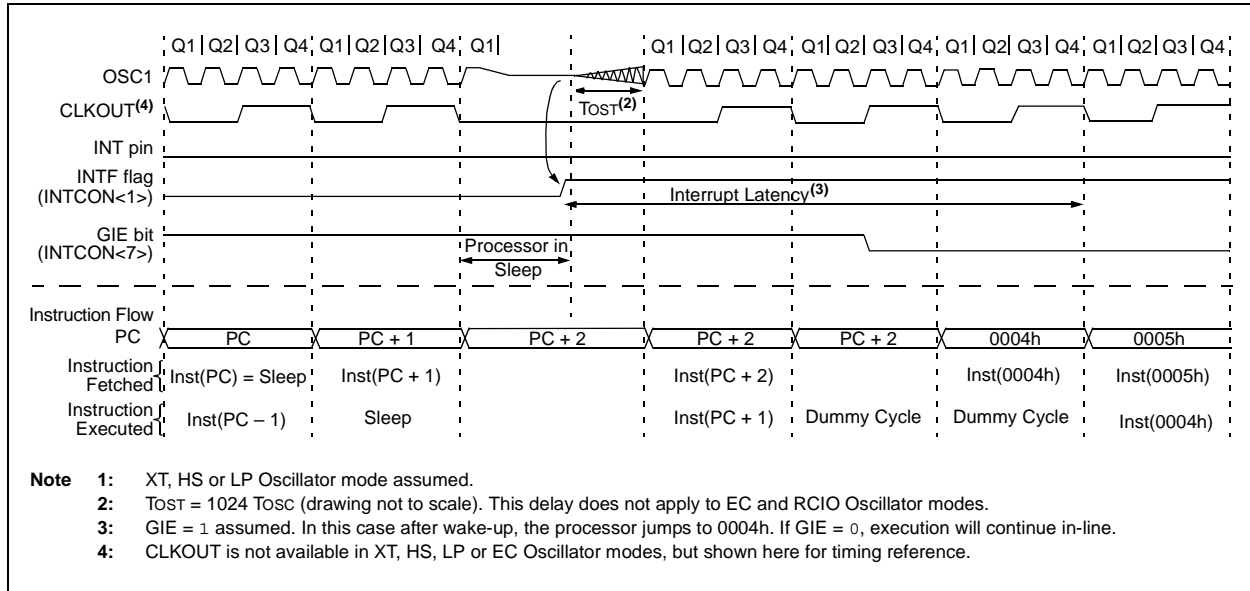 Q1 Q2 Q3 Q4 Q1 Q2 Q3 Q4 Q1 Q1 Q2 Q3 Q4 Q1 Q2 Q3 Q4 Q1 Q2 Q3 Q4 Q1 Q2 Q3 Q4
OSC1
TOST(2)
CLKOUT(4)
INT pin
INTF flag
(INTCON<1>)
Interrupt Latency(3)
GIE bit
(INTCON<7>)
Processor in
Sleep
Instruction Flow
PC PC PC + 1 PC + 2 PC + 2 PC + 2 0004h 0005h
Instruction
Fetched
Inst(PC) = Sleep Inst(PC + 1) Inst(PC + 2) Inst(0004h) Inst(0005h)
Instruction
Executed
Inst(PC – 1) Sleep Inst(PC + 1) Dummy Cycle Dummy Cycle Inst(0004h)
Note 1: XT, HS or LP Oscillator mode assumed.
2: TOST = 1024 TOSC (drawing not to scale). This delay does not apply to EC and RCIO Oscillator modes.
3: GIE = 1 assumed. In this case after wake-up, the processor jumps to 0004h. If GIE = 0, execution will continue in-line.
4: CLKOUT is not available in XT, HS, LP or EC Oscillator modes, but shown here for timing reference.